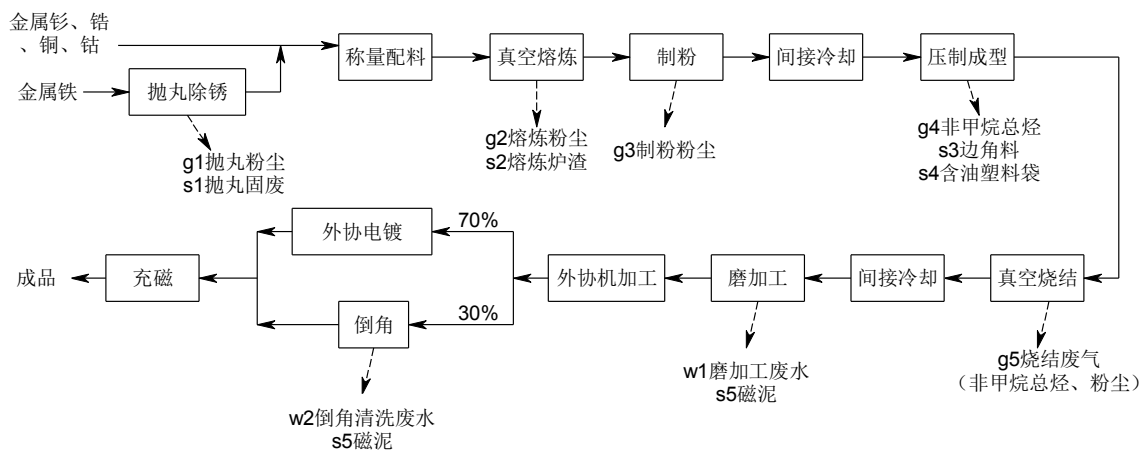 金属钐、锆
、铜、钴
称量配料
真空熔炼
制粉
间接冷却
压制成型
金属铁
抛丸除锈
g1抛丸粉尘
s1抛丸固废
g2熔炼粉尘
s2熔炼炉渣
g3制粉粉尘
g4非甲烷总烃
s3边角料
s4含油塑料袋
外协电镀
70%
成品
充磁
外协机加工
磨加工
间接冷却
真空烧结
倒角
30%
w2倒角清洗废水
s5磁泥
w1磨加工废水
s5磁泥
g5烧结废气
（非甲烷总烃、粉尘）